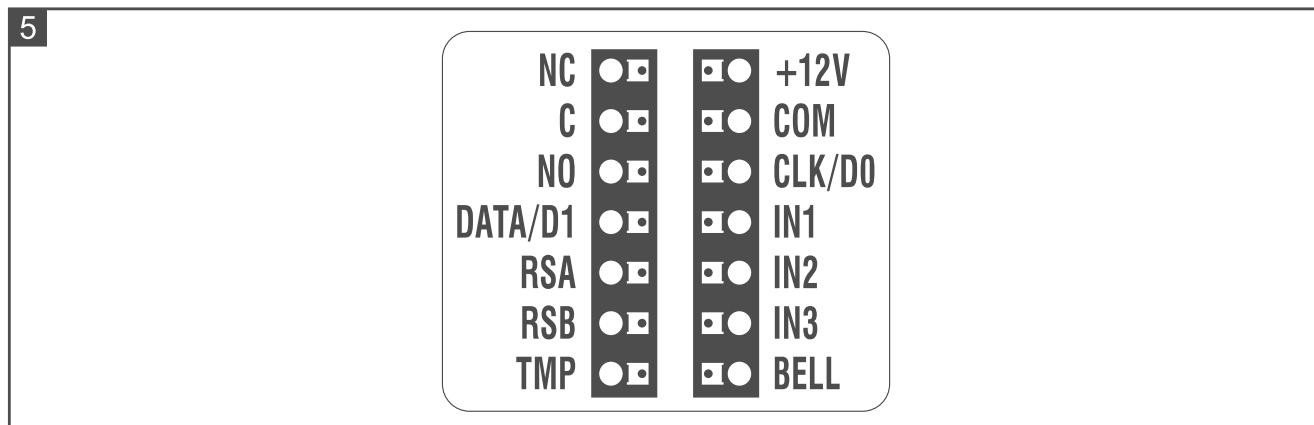 5
NC +12V
C COM
NO CLK/D0
DATA/D1 IN1
RSA IN2
RSB IN3
TMP BELL